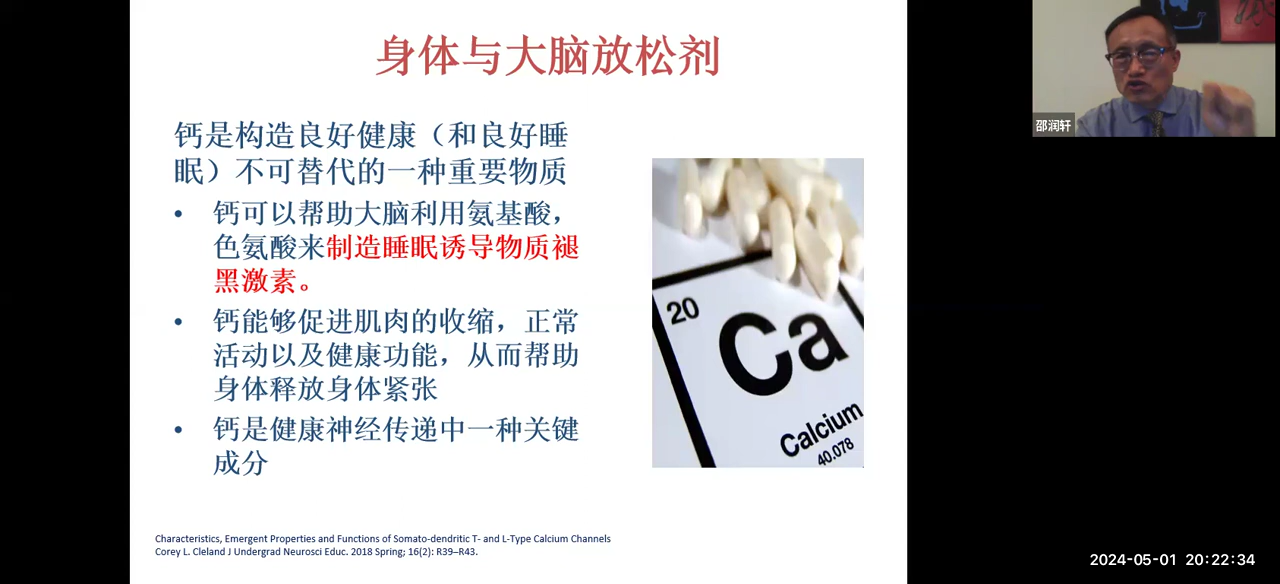 身体与大脑放松剂
钙是构造良好健康（和良好睡
眠）不可替代的一种重要物质
• 钙可以帮助大脑利用氨基酸，
色氨酸来制造睡眠诱导物质褪
黑激素。
• 钙能够促进肌肉的收缩，正常
活动以及健康功能，从而帮助
身体释放身体紧张
• 钙是健康神经传递中一种关键
成分
20
Ca
Calcium
40.078
Characteristics, Emergent Properties and Functions of Somato-dendritic T- and L-Type Calcium Channels
Corey L. Cleland J Undergrad Neurosci Educ. 2018 Spring; 16(2): R39–R43.
邵润轩
2024-05-01 20:22:34